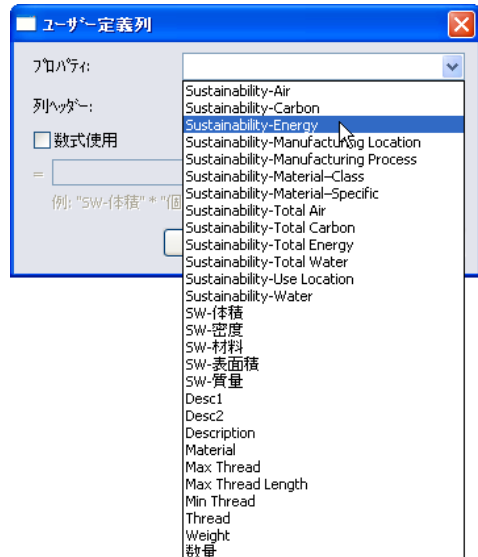 ユーザー定義列
プロパティ:
列ヘッダー:
数式使用
=
例: "SW-体積" * "個
Sustainability-Air
Sustainability-Carbon
Sustainability-Energy
Sustainability-Manufacturing Location
Sustainability-Manufacturing Process
Sustainability-Material–Class
Sustainability-Material–Specific
Sustainability-Total Air
Sustainability-Total Carbon
Sustainability-Total Energy
Sustainability-Total Water
Sustainability-Use Location
Sustainability-Water
SW-体積
SW-密度
SW-材料
SW-表面積
SW-質量
Desc1
Desc2
Description
Material
Max Thread
Max Thread Length
Min Thread
Thread
Weight
数量